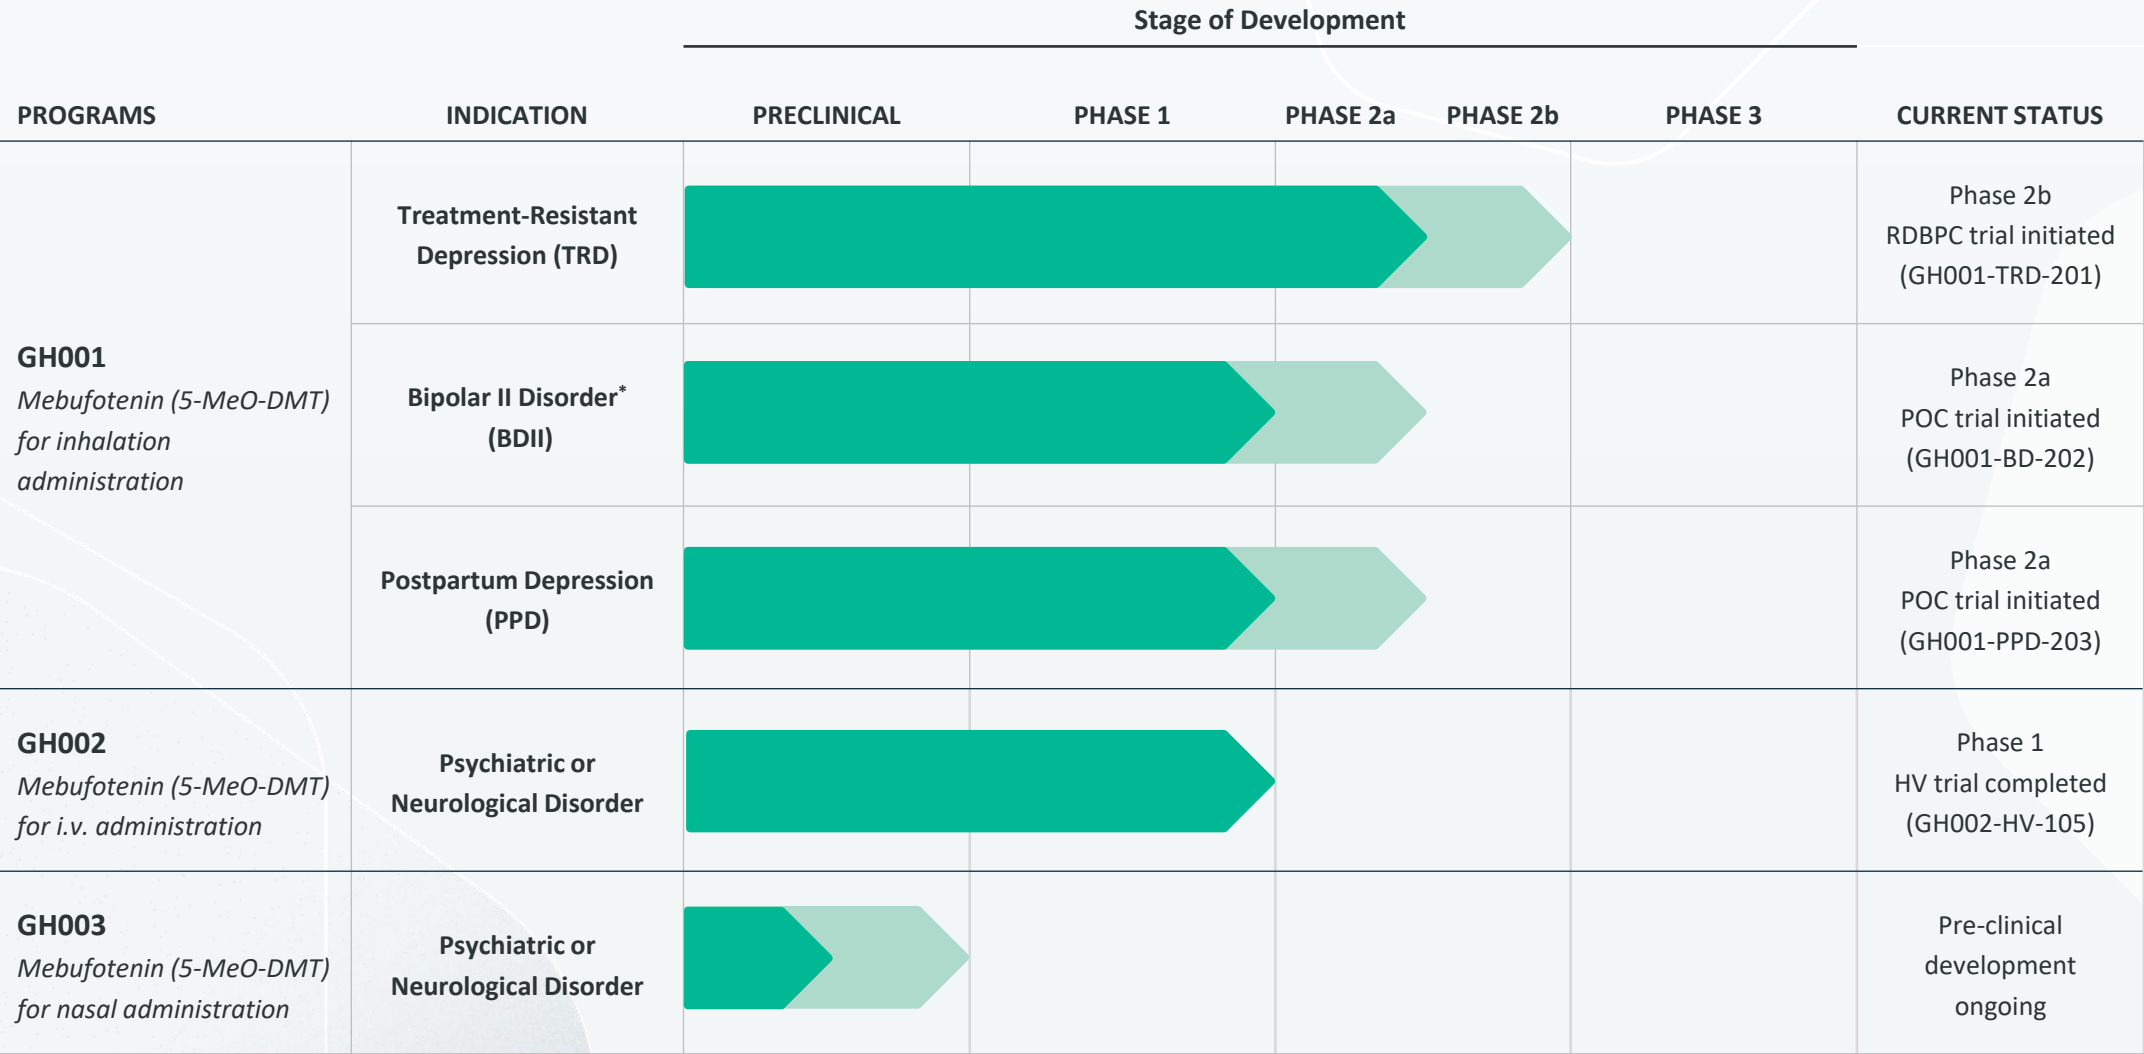 Stage of Development
PROGRAMS
INDICATION
PRECLINICAL
PHASE 1
PHASE 2a
PHASE 2b
PHASE 3
CURRENT STATUS
GH001
Mebufotenin (5-MeO-DMT)
for inhalation
administration
Treatment-Resistant
Depression (TRD)
Phase 2b
RDBPC trial initiated
(GH001-TRD-201)
Bipolar II Disorder*
(BDII)
Phase 2a
POC trial initiated
(GH001-BD-202)
Postpartum Depression
(PPD)
Phase 2a
POC trial initiated
(GH001-PPD-203)
GH002
Mebufotenin (5-MeO-DMT)
for i.v. administration
Psychiatric or
Neurological Disorder
Phase 1
HV trial completed
(GH002-HV-105)
GH003
Mebufotenin (5-MeO-DMT)
for nasal administration
Psychiatric or
Neurological Disorder
Pre-clinical
development
ongoing